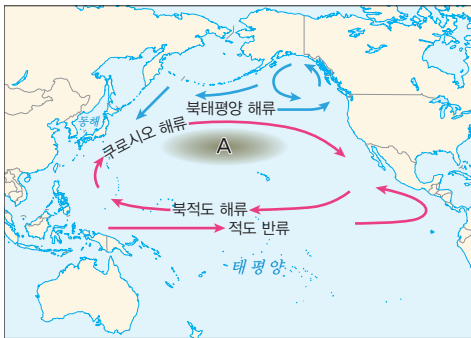 북태평양 해류
동해
쿠로시오 해류
A
북적도 해류
적도 반류
태평양